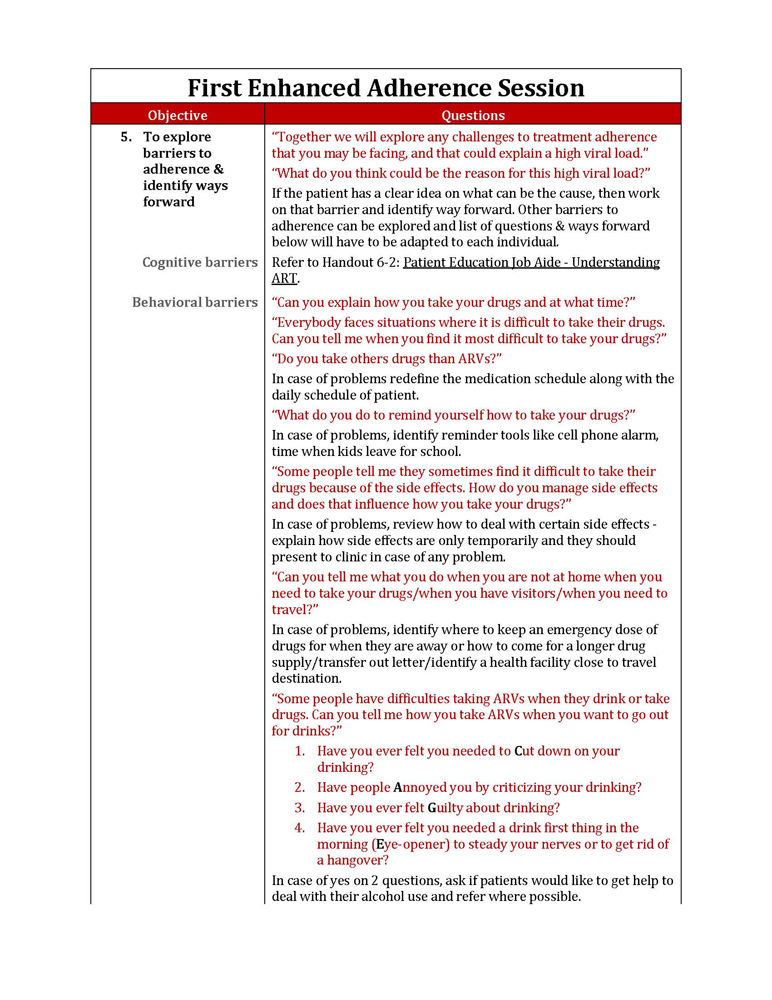 First Enhanced Adherence Session
Objective
Questions
5. To explore
barriers to
adherence &
identify ways
forward
“Together we will explore any challenges to treatment adherence
that you may be facing, and that could explain a high viral load.”
“What do you think could be the reason for this high viral load?”
If the patient has a clear idea on what can be the cause, then work
on that barrier and identify way forward. Other barriers to
adherence can be explored and list of questions & ways forward
below will have to be adapted to each individual.
Cognitive barriers
Refer to Handout 6-2: Patient Education Job Aide - Understanding
ART.
Behavioral barriers
“Can you explain how you take your drugs and at what time?”
“Everybody faces situations where it is difficult to take their drugs.
Can you tell me when you find it most difficult to take your drugs?”
“Do you take others drugs than ARVs?”
In case of problems redefine the medication schedule along with the
daily schedule of patient.
“What do you do to remind yourself how to take your drugs?”
In case of problems, identify reminder tools like cell phone alarm,
time when kids leave for school.
“Some people tell me they sometimes find it difficult to take their
drugs because of the side effects. How do you manage side effects
and does that influence how you take your drugs?”
In case of problems, review how to deal with certain side effects -
explain how side effects are only temporarily and they should
present to clinic in case of any problem.
“Can you tell me what you do when you are not at home when you
need to take your drugs/when you have visitors/when you need to
travel?”
In case of problems, identify where to keep an emergency dose of
drugs for when they are away or how to come for a longer drug
supply/transfer out letter/identify a health facility close to travel
destination.
“Some people have difficulties taking ARVs when they drink or take
drugs. Can you tell me how you take ARVs when you want to go out
for drinks?”
1. Have you ever felt you needed to Cut down on your
drinking?
2. Have people Annoyed you by criticizing your drinking?
3. Have you ever felt Guilty about drinking?
4. Have you ever felt you needed a drink first thing in the
morning (Eye-opener) to steady your nerves or to get rid of
a hangover?
In case of yes on 2 questions, ask if patients would like to get help to
deal with their alcohol use and refer where possible.